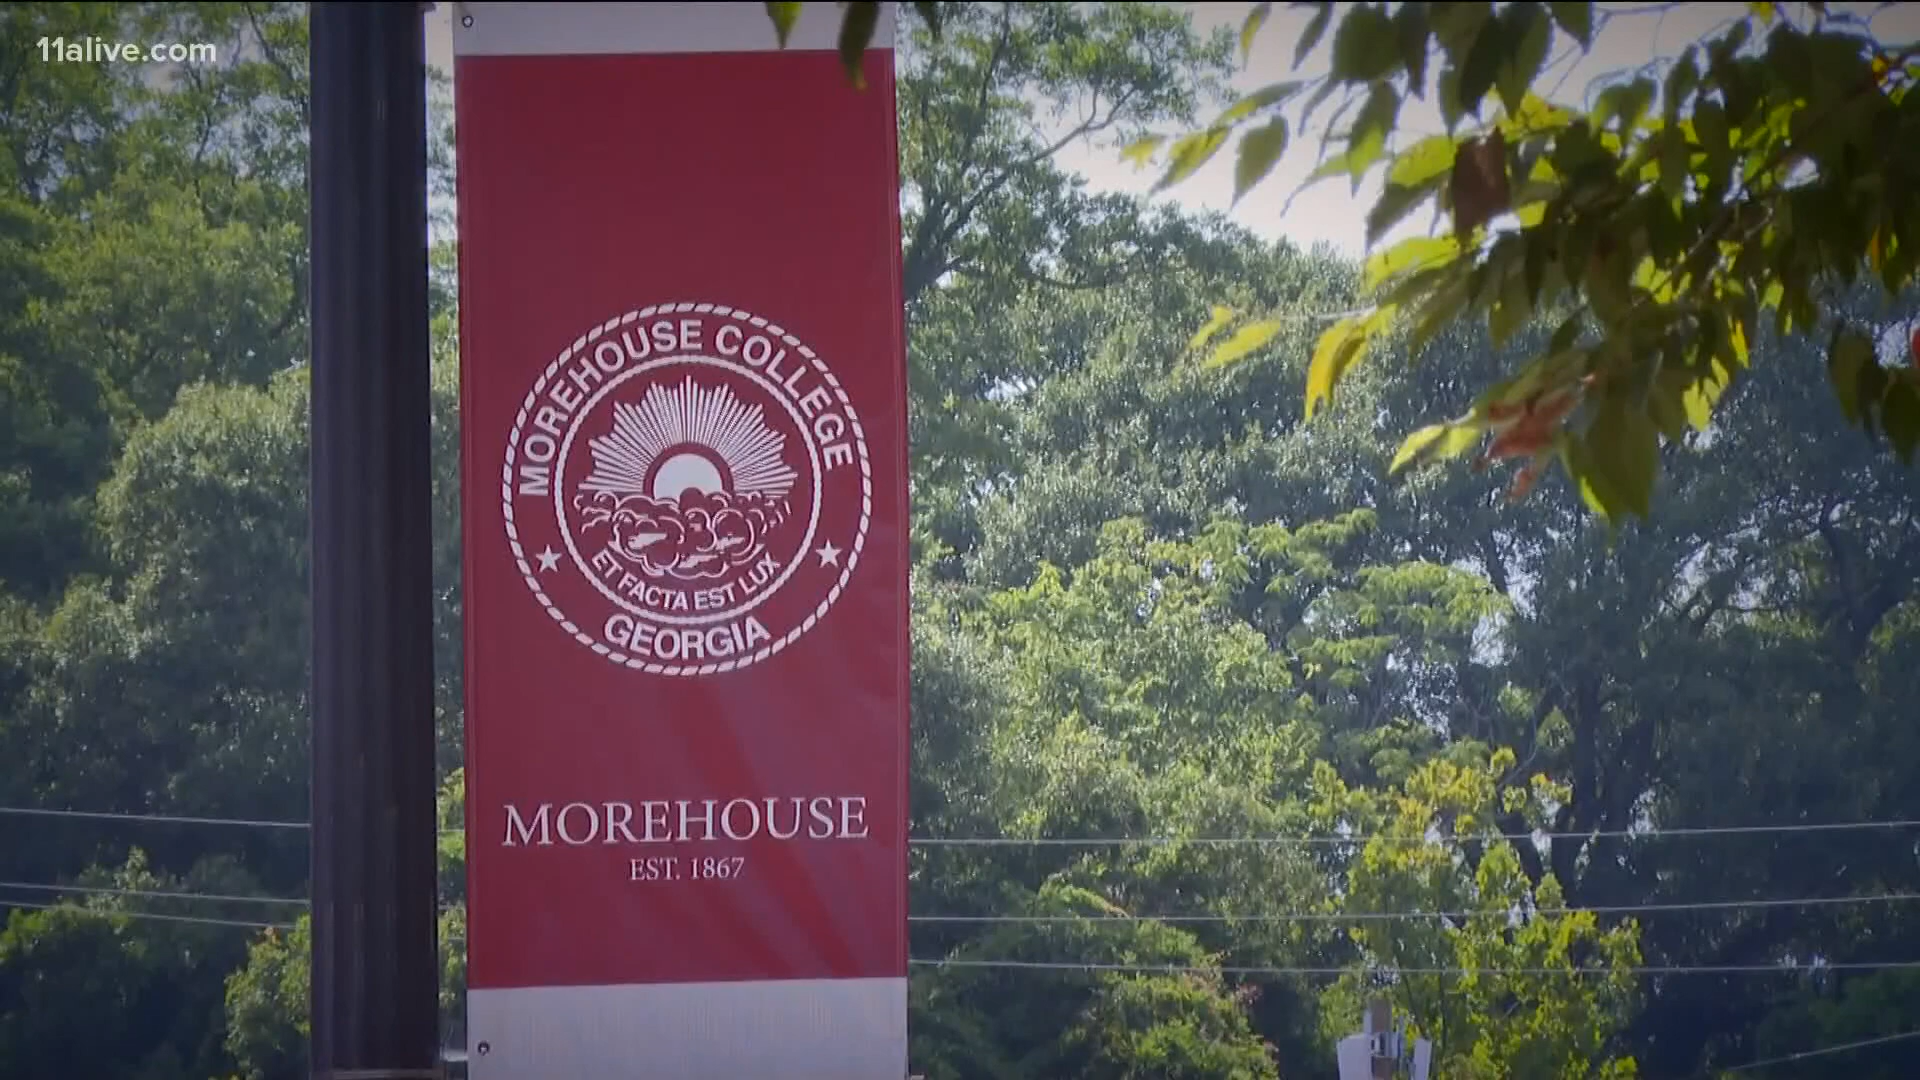 11alive.com
MOREHOUSE COLLEGE
ET FACTA EST LUX
GEORGIA
MOREHOUSE
EST. 1867